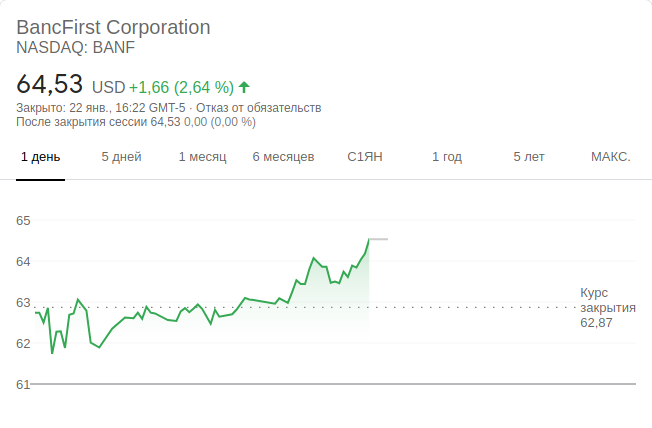 BancFirst Corporation
NASDAQ: BANF
64,53 USD +1,66 (2,64 %)
Закрыто: 22 янв., 16:22 GMT-5 · Отказ от обязательств
После закрытия сессии 64,53 0,00 (0,00 %)
1 день 5 дней 1 месяц 6 месяцев С1ЯН 1 год 5 лет МАКС.
65
64
63
62
61
Курс
закрытия
62,87